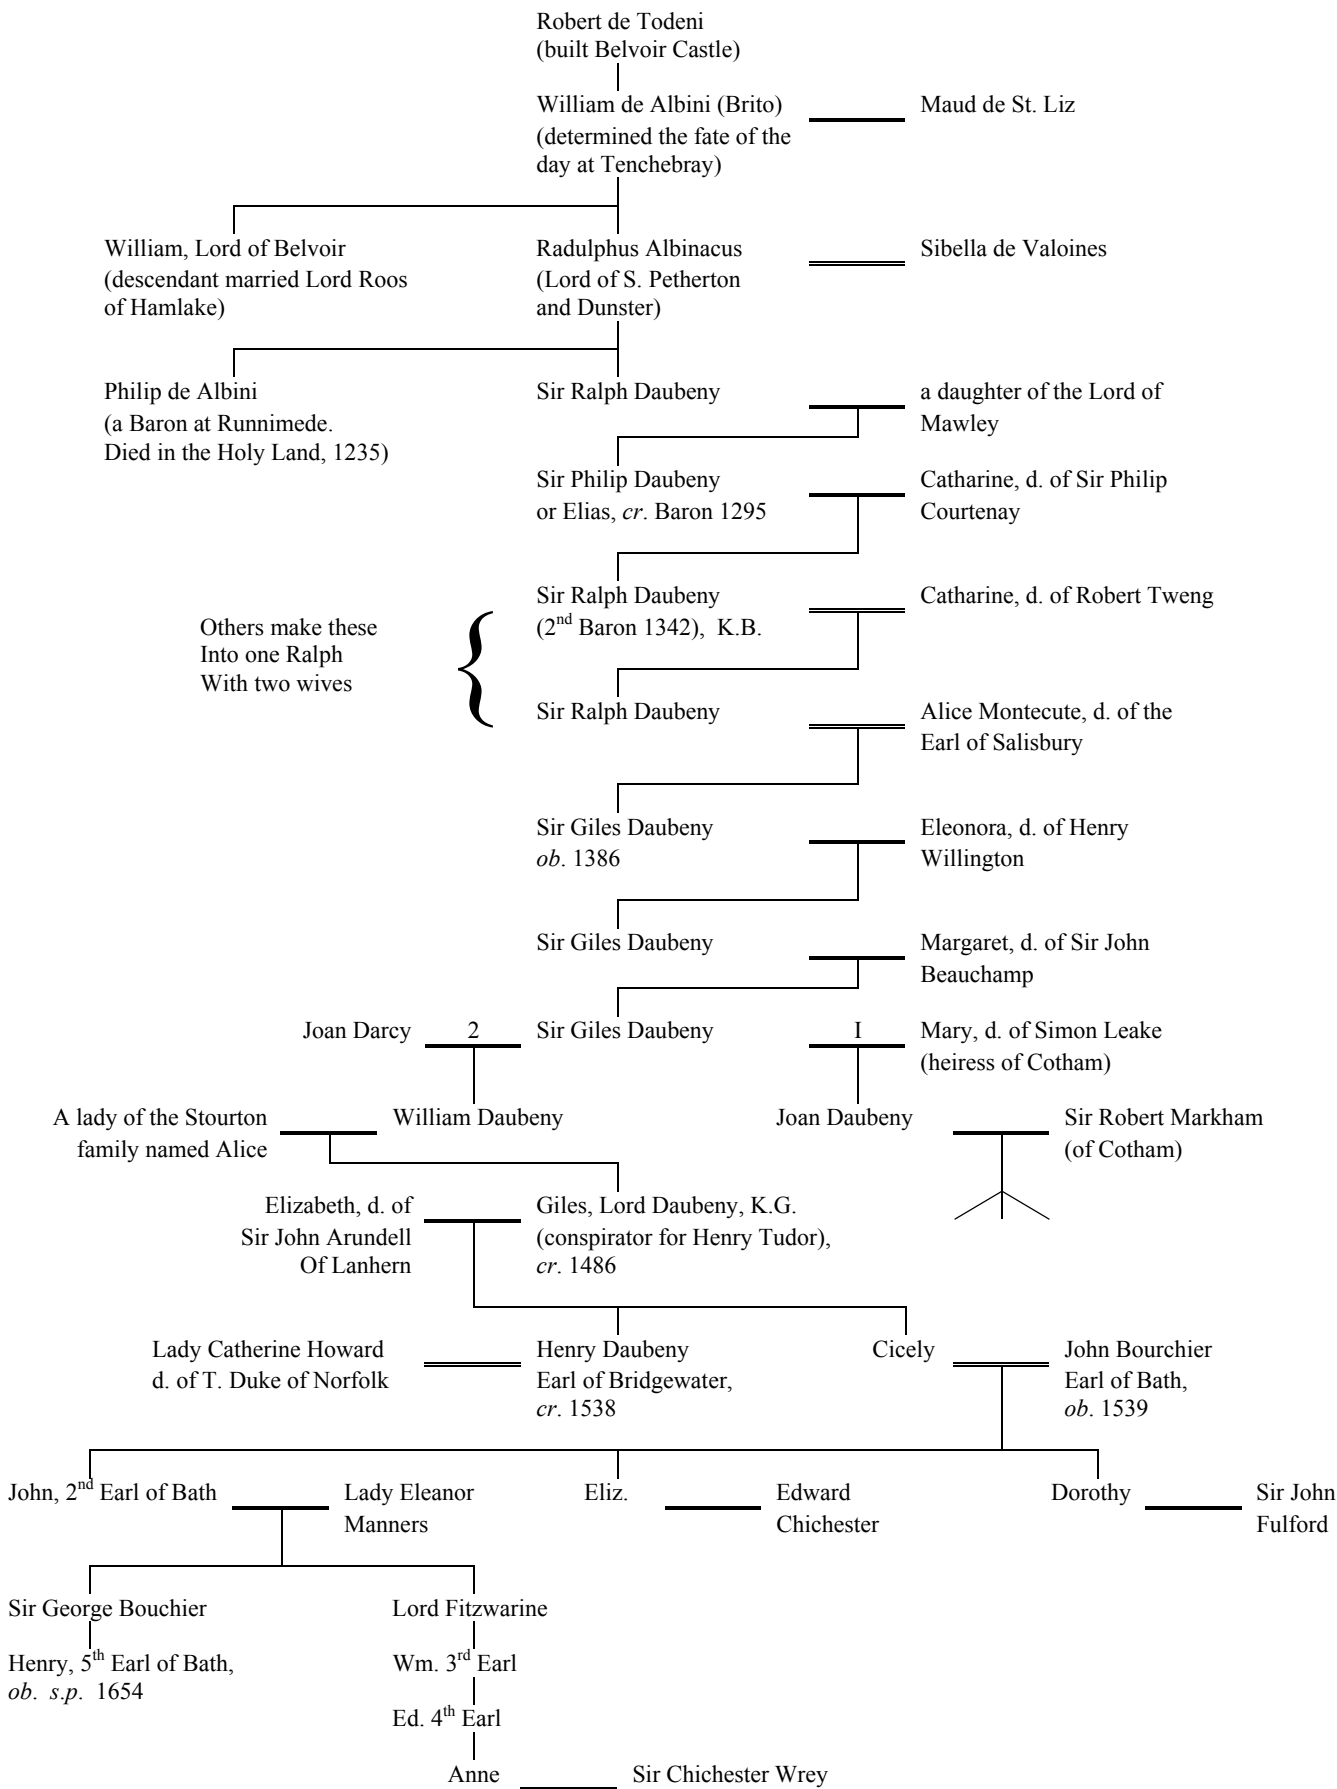 Robert de Todeni
(built Belvoir Castle)
William de Albini (Brito)
(determined the fate of the
day at Tenchebray)
Maud de St. Liz
William, Lord of Belvoir
(descendant married Lord Roos
of Hamlake)
Radulphus Albinacus
(Lord of S. Petherton
and Dunster)
Sibella de Valoines
Philip de Albini
(a Baron at Runnimede.
Died in the Holy Land, 1235)
Sir Ralph Daubeny
a daughter of the Lord of
Mawley
Sir Philip Daubeny
or Elias, cr. Baron 1295
Catharine, d. of Sir Philip
Courtenay
Others make these
Into one Ralph
With two wives
{
Sir Ralph Daubeny
(2nd Baron 1342), K.B.
Catharine, d. of Robert Tweng
Sir Ralph Daubeny
Alice Montecute, d. of the
Earl of Salisbury
Sir Giles Daubeny
ob. 1386
Eleonora, d. of Henry
Willington
Sir Giles Daubeny
Margaret, d. of Sir John
Beauchamp
Joan Darcy
2
Sir Giles Daubeny
I
Mary, d. of Simon Leake
(heiress of Cotham)
A lady of the Stourton
family named Alice
William Daubeny
Joan Daubeny
Sir Robert Markham
(of Cotham)
Elizabeth, d. of
Sir John Arundell
Of Lanhern
Giles, Lord Daubeny, K.G.
(conspirator for Henry Tudor),
cr. 1486
Lady Catherine Howard
d. of T. Duke of Norfolk
Henry Daubeny
Earl of Bridgewater,
cr. 1538
Cicely
John Bourchier
Earl of Bath,
ob. 1539
John, 2nd Earl of Bath
Lady Eleanor
Manners
Eliz.
Edward
Chichester
Dorothy
Sir John
Fulford
Sir George Bouchier
Lord Fitzwarine
Henry, 5th Earl of Bath,
ob. s.p. 1654
Wm. 3rd Earl
Ed. 4th Earl
Anne
Sir Chichester Wrey